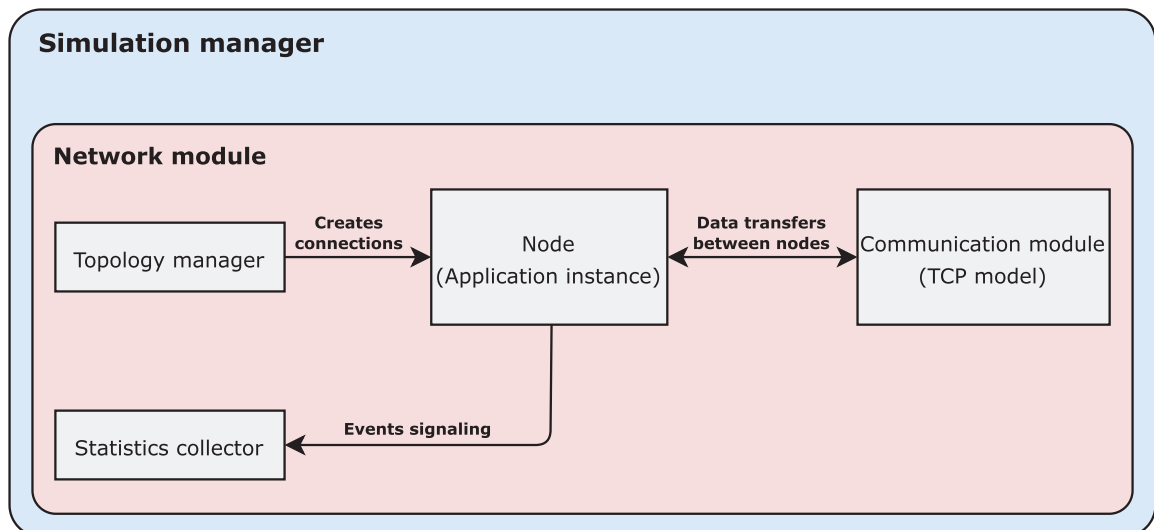 Simulation manager
Network module
Topology manager
Creates
connections
Node
(Application instance)
Data transfers
between nodes
Communication module
(TCP model)
Statistics collector
Events signaling